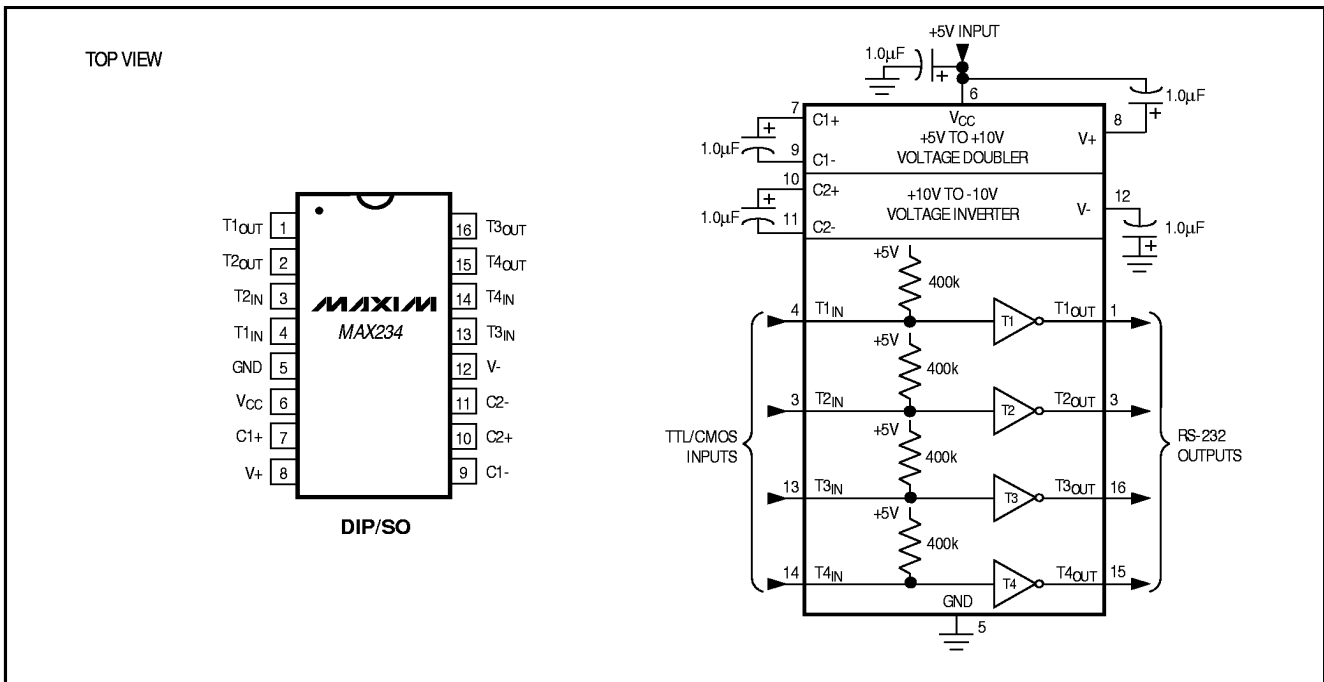 TOP VIEW
T1OUT 1
T2OUT 2
T2IN 3
T1IN 4
GND 5
VCC 6
C1+ 7
V+ 8
16 T3OUT
15 T4OUT
14 T4IN
13 T3IN
12 V-
11 C2-
10 C2+
9 C1-
MAXIM
MAX234
DIP/SO
+5V INPUT
1.0µF
+
6
1.0µF
+
7
C1+
VCC
+5V TO +10V
VOLTAGE DOUBLER
V+
8
1.0µF
+
9
C1-
10
C2+
+10V TO -10V
VOLTAGE INVERTER
V-
12
1.0µF
+
11
C2-
1.0µF
+
+5V
400k
4 T1IN T1 T1OUT 1
+5V
400k
3 T2IN T2 T2OUT 3
TTL/CMOS
INPUTS
RS-232
OUTPUTS
+5V
400k
13 T3IN T3 T3OUT 16
+5V
400k
14 T4IN T4 T4OUT 15
GND
5